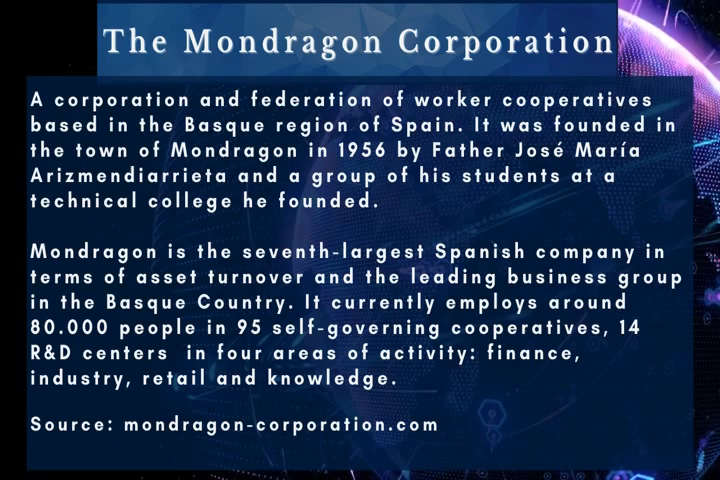 The Mondragon Corporation
A corporation and federation of worker cooperatives
based in the Basque region of Spain. It was founded in
the town of Mondragon in 1956 by Father José María
Arizmendiarrieta and a group of his students at a
technical college he founded.
Mondragon is the seventh-largest Spanish company in
terms of asset turnover and the leading business group
in the Basque Country. It currently employs around
80.000 people in 95 self-governing cooperatives, 14
R&D centers in four areas of activity: finance,
industry, retail and knowledge.
Source: mondragon-corporation.com